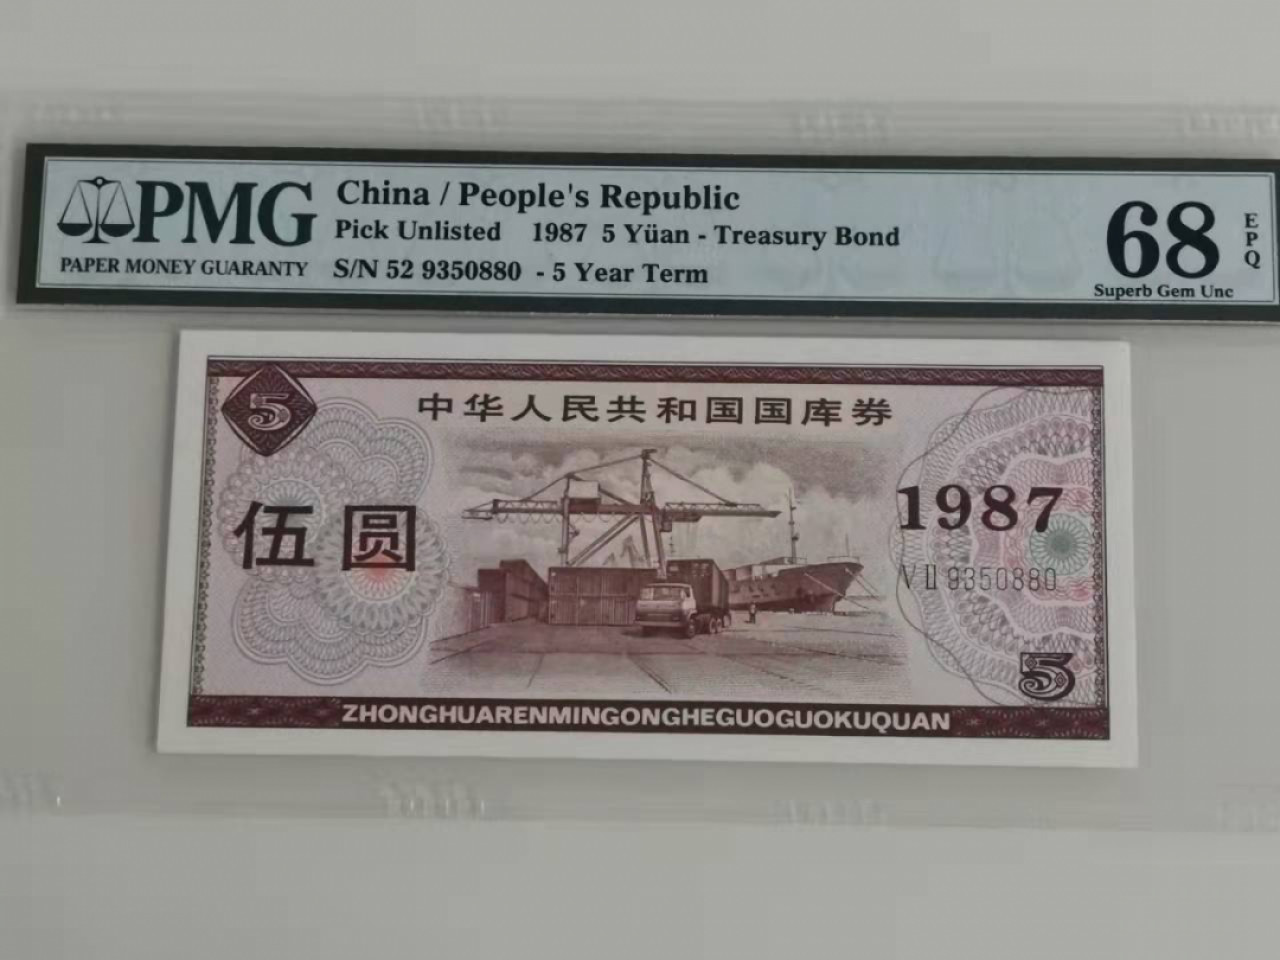 PMG
PAPER MONEY GUARANTY
China / People's Republic
Pick Unlisted 1987 5 Yüan - Treasury Bond
S/N 52 9350880 - 5 Year Term
68
EPQ
Superb Gem Unc
5
中华人民共和国国库券
伍圆
1987
VII 9350880
5
ZHONGHUARENMINGONGHEGUOGUOKUQUAN